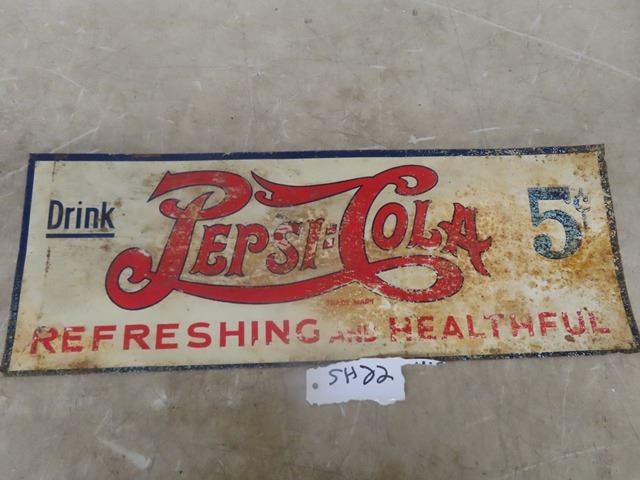 Drink
PEPSI:COLA
5¢
TRADE MARK
REFRESHING AND HEALTHFUL
SH22